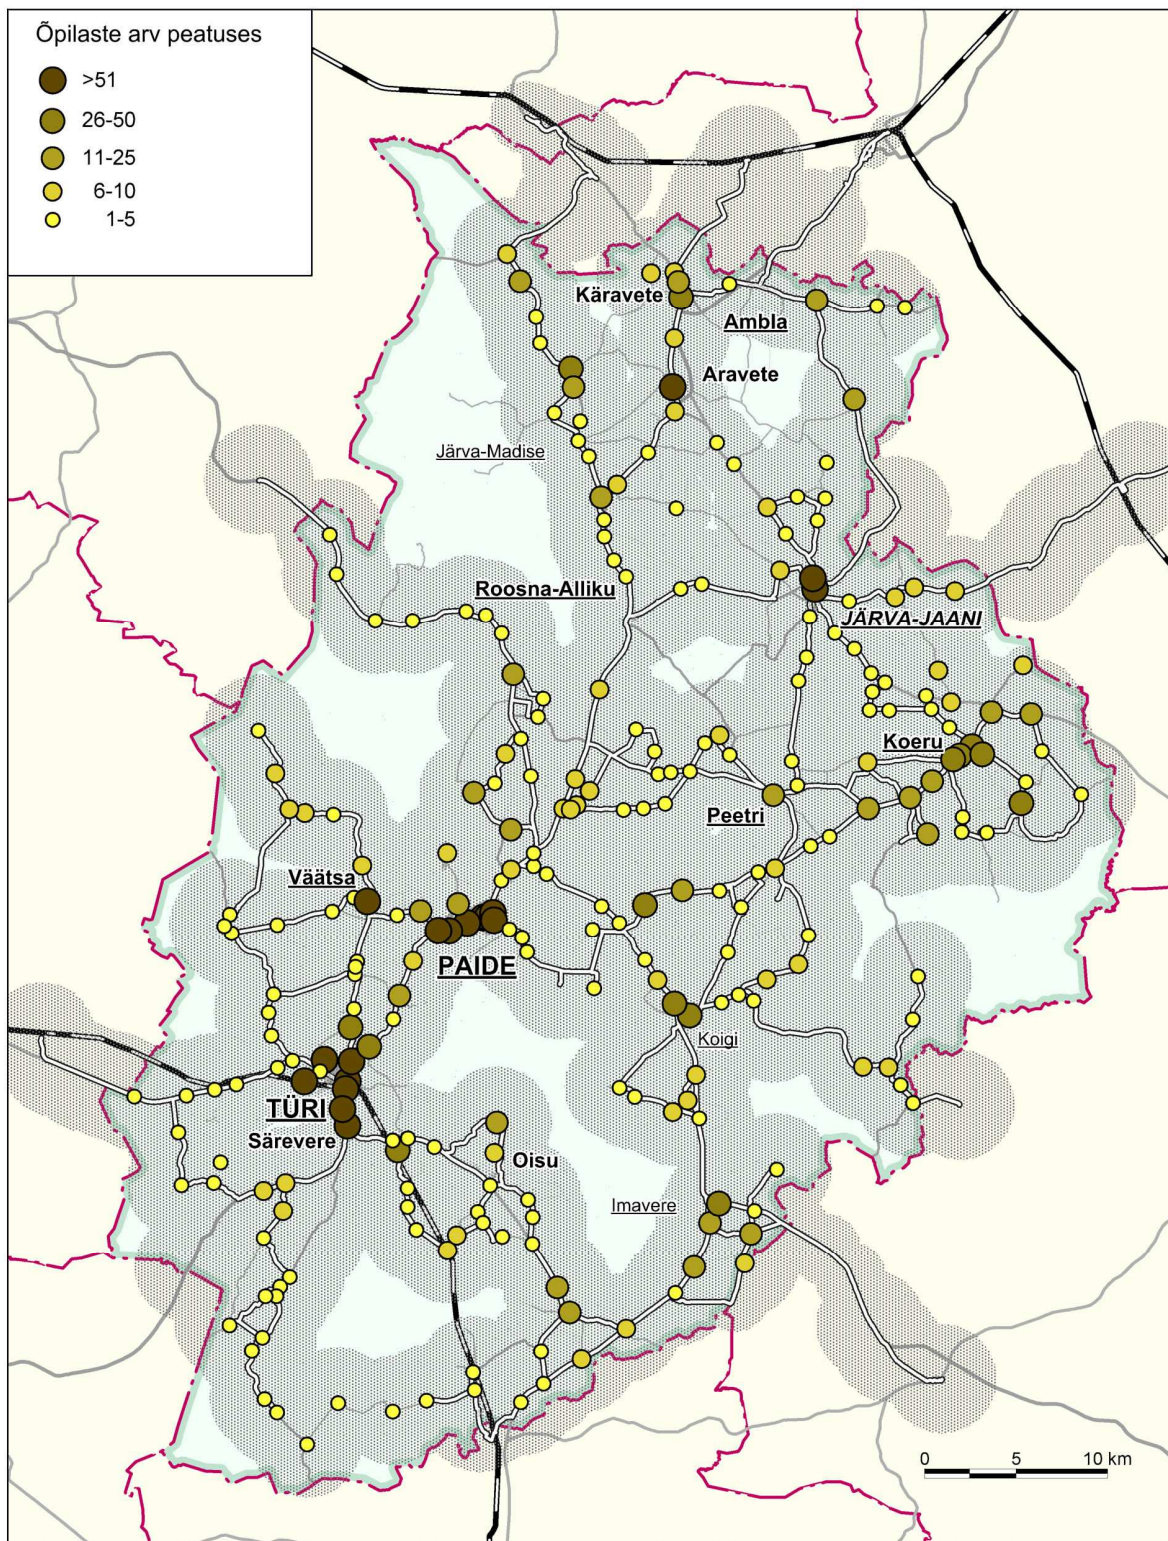 Õpilaste arv peatuses
>51
26-50
11-25
6-10
1-5
Käravete
Ambla
Aravete
Järva-Madise
Roosna-Alliku
JÄRVA-JAANI
Koeru
Peetri
Väätsa
PAIDE
Koigi
TÜRI
Särevere
Oisu
Imavere
0 5 10 km